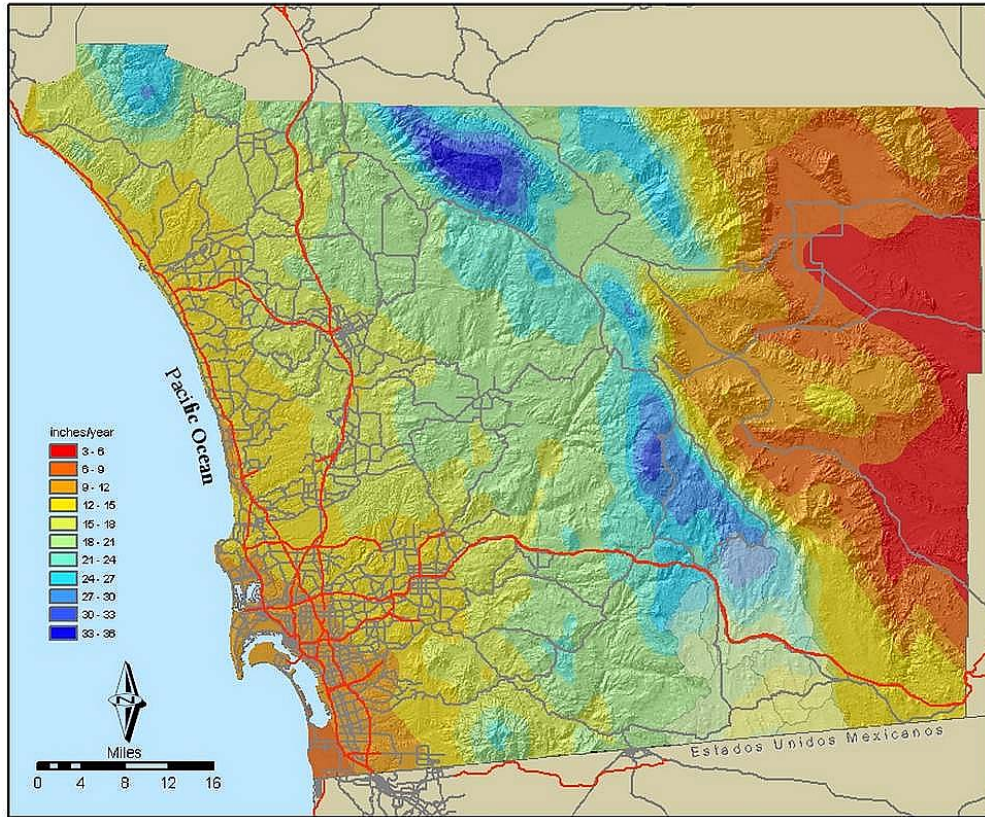 Pacific Ocean
inches/year
3 - 6
6 - 9
9 - 12
12 - 15
15 - 18
18 - 21
21 - 24
24 - 27
27 - 30
30 - 33
33 - 36
N
Miles
0 4 8 12 16
Estados Unidos Mexicanos